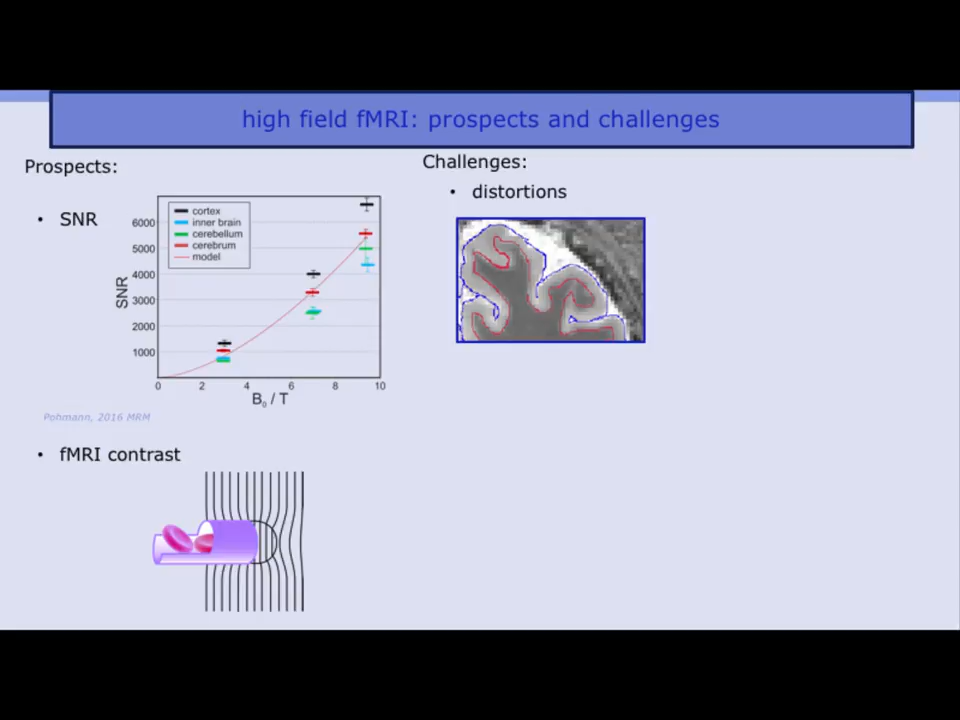 high field fMRI: prospects and challenges
Prospects:
• SNR
cortex
inner brain
cerebellum
cerebrum
model
SNR
6000
5000
4000
3000
2000
1000
0 2 4 6 8 10
B0 / T
Pohmann, 2016 MRM
• fMRI contrast
Challenges:
• distortions